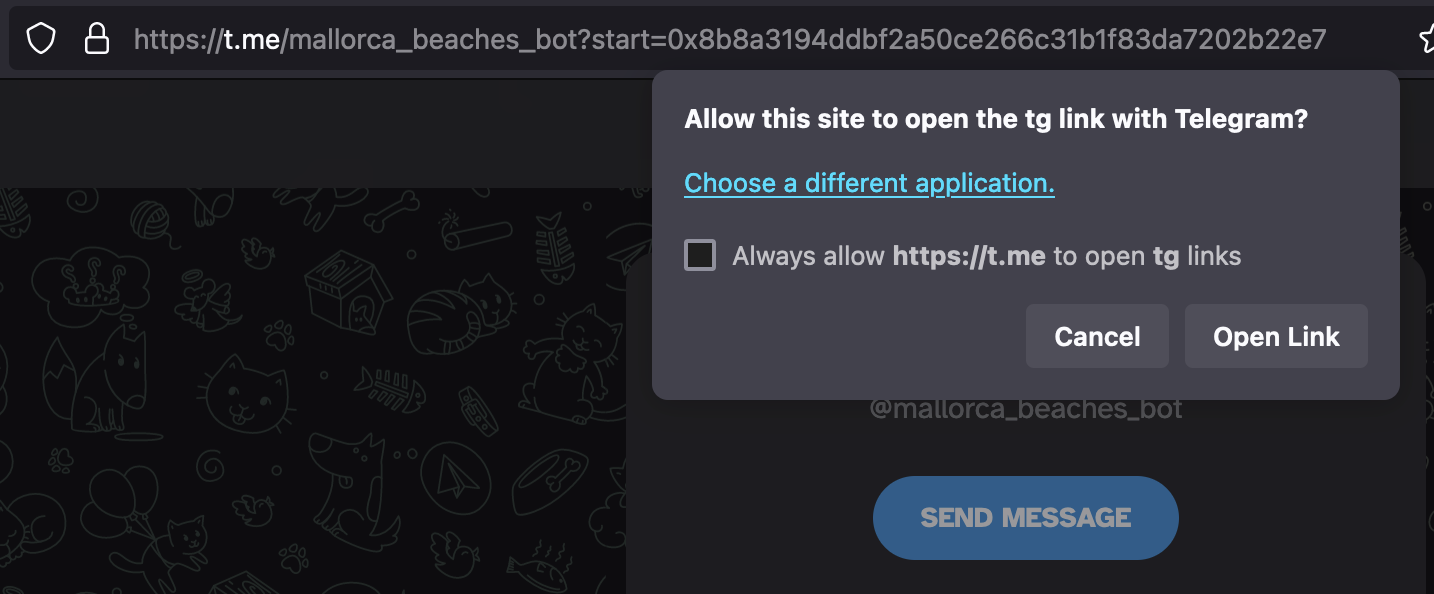 https://t.me/mallorca_beaches_bot?start=0x8b8a3194ddbf2a50ce266c31b1f83da7202b22e7
Allow this site to open the tg link with Telegram?
Choose a different application.
Always allow https://t.me to open tg links
Cancel
Open Link
@mallorca_beaches_bot
SEND MESSAGE